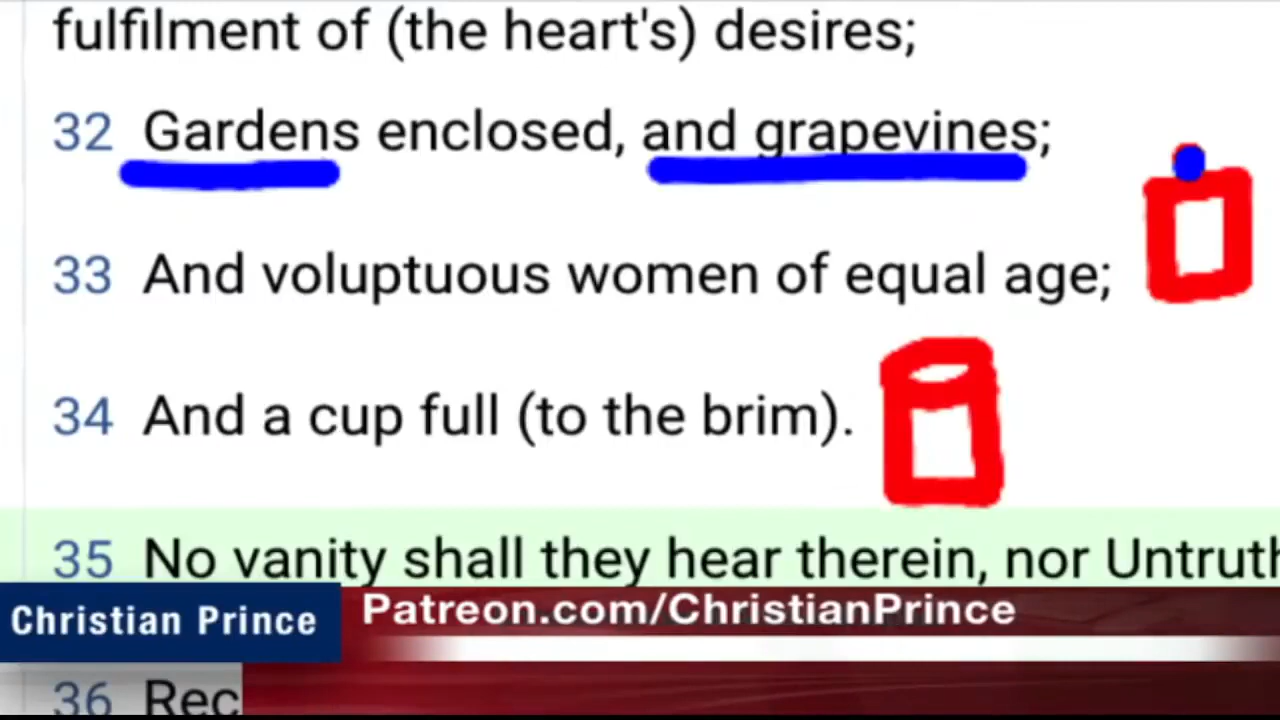 fulfilment of (the heart's) desires;
32 Gardens enclosed, and grapevines;
33 And voluptuous women of equal age;
34 And a cup full (to the brim).
35 No vanity shall they hear therein, nor
Christian Prince
Patreon.com/ChristianPrince
36